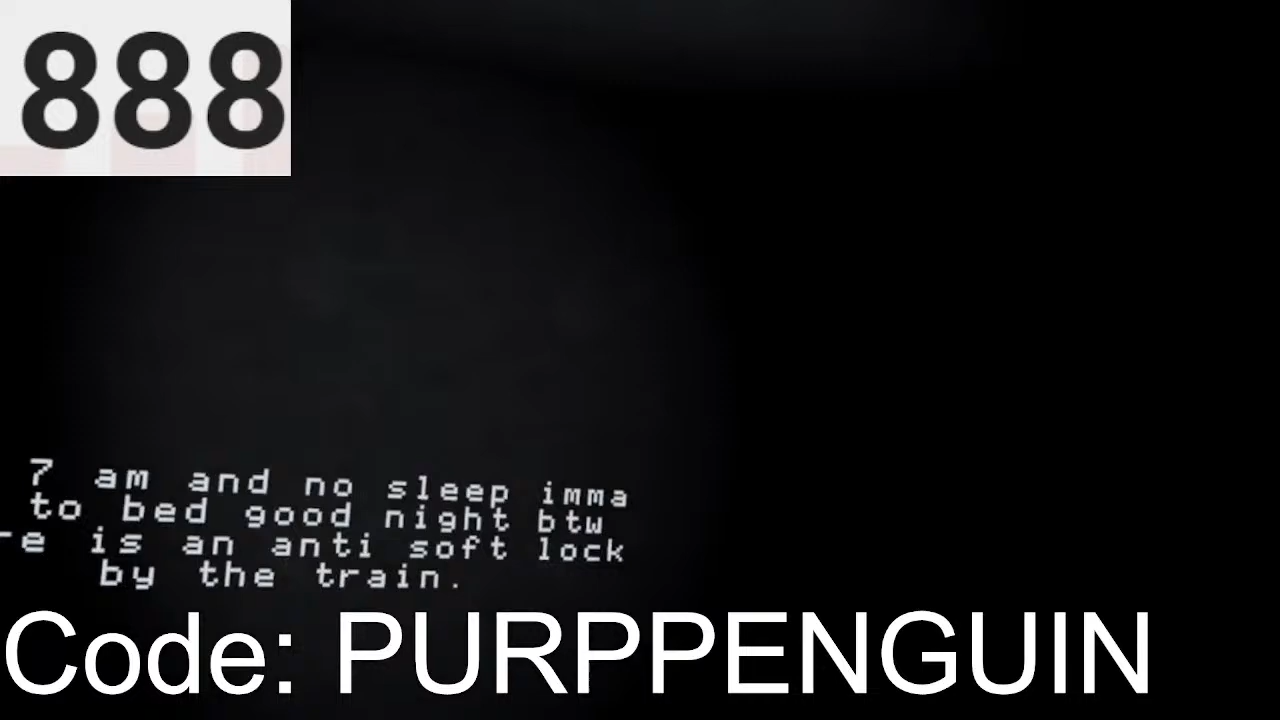 888
7 am and no sleep imma
to bed good night btw
re is an anti soft lock
by the train.
Code: PURPPENGUIN